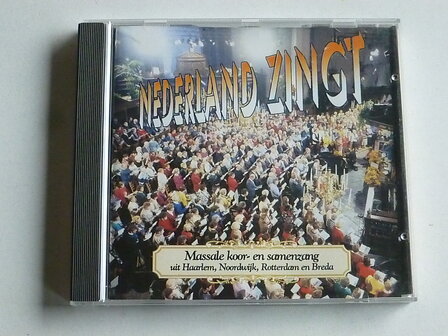 NEDERLAND ZINGT
Massale koor- en samenzang
uit Haarlem, Noordwijk, Rotterdam en Breda